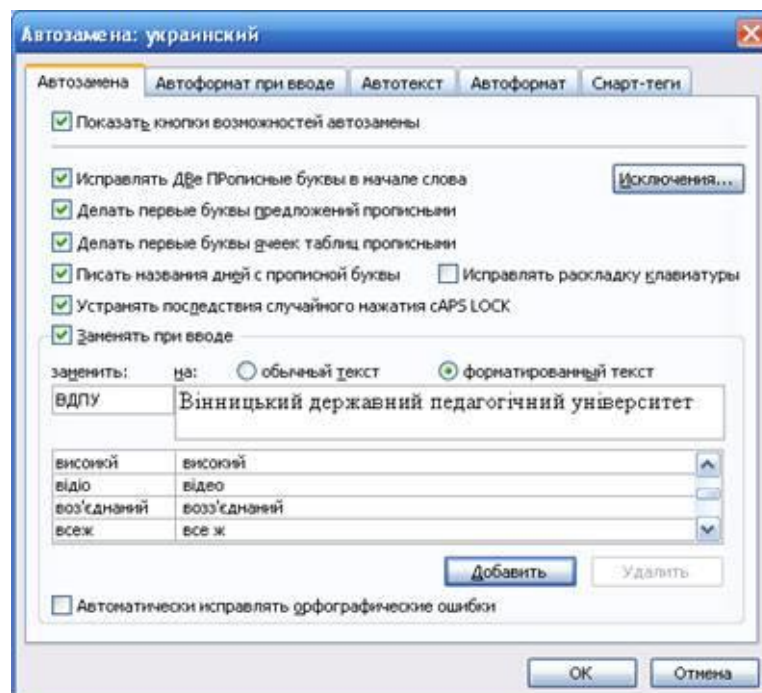 Автозамена: украинский
Автозамена Автоформат при вводе Автотекст Автоформат Смарт-теги
Показать кнопки возможностей автозамены
Исправлять ДВе ПРописные буквы в начале слова Исключения...
Делать первые буквы предложений прописными
Делать первые буквы ячеек таблиц прописными
Писать названия дней с прописной буквы Исправлять раскладку клавиатуры
Устранять последствия случайного нажатия cAPS LOCK
Заменять при вводе
заменить: на: обычный текст форматированный текст
ВДПУ Вінницький державний педагогічний університет
висоикй високий
відіо відео
воз'єднаний возз'єднаний
всеж все ж
Добавить Удалить
Автоматически исправлять орфографические ошибки
ОК Отмена